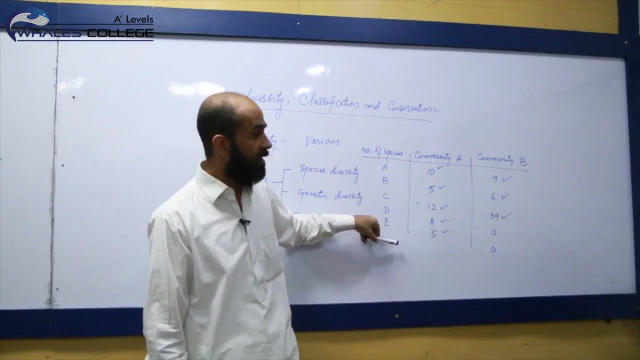 A' Levels
WHALES COLLEGE
Classification and Conservation
Various
No. of Species Community A Community B
Species diversity
Genetic diversity
A 10 ✓ 9 ✓
B 5 ✓ 6 ✓
C 12 ✓ 39 ✓
D 8 ✓ 0
E 5 ✓ 0